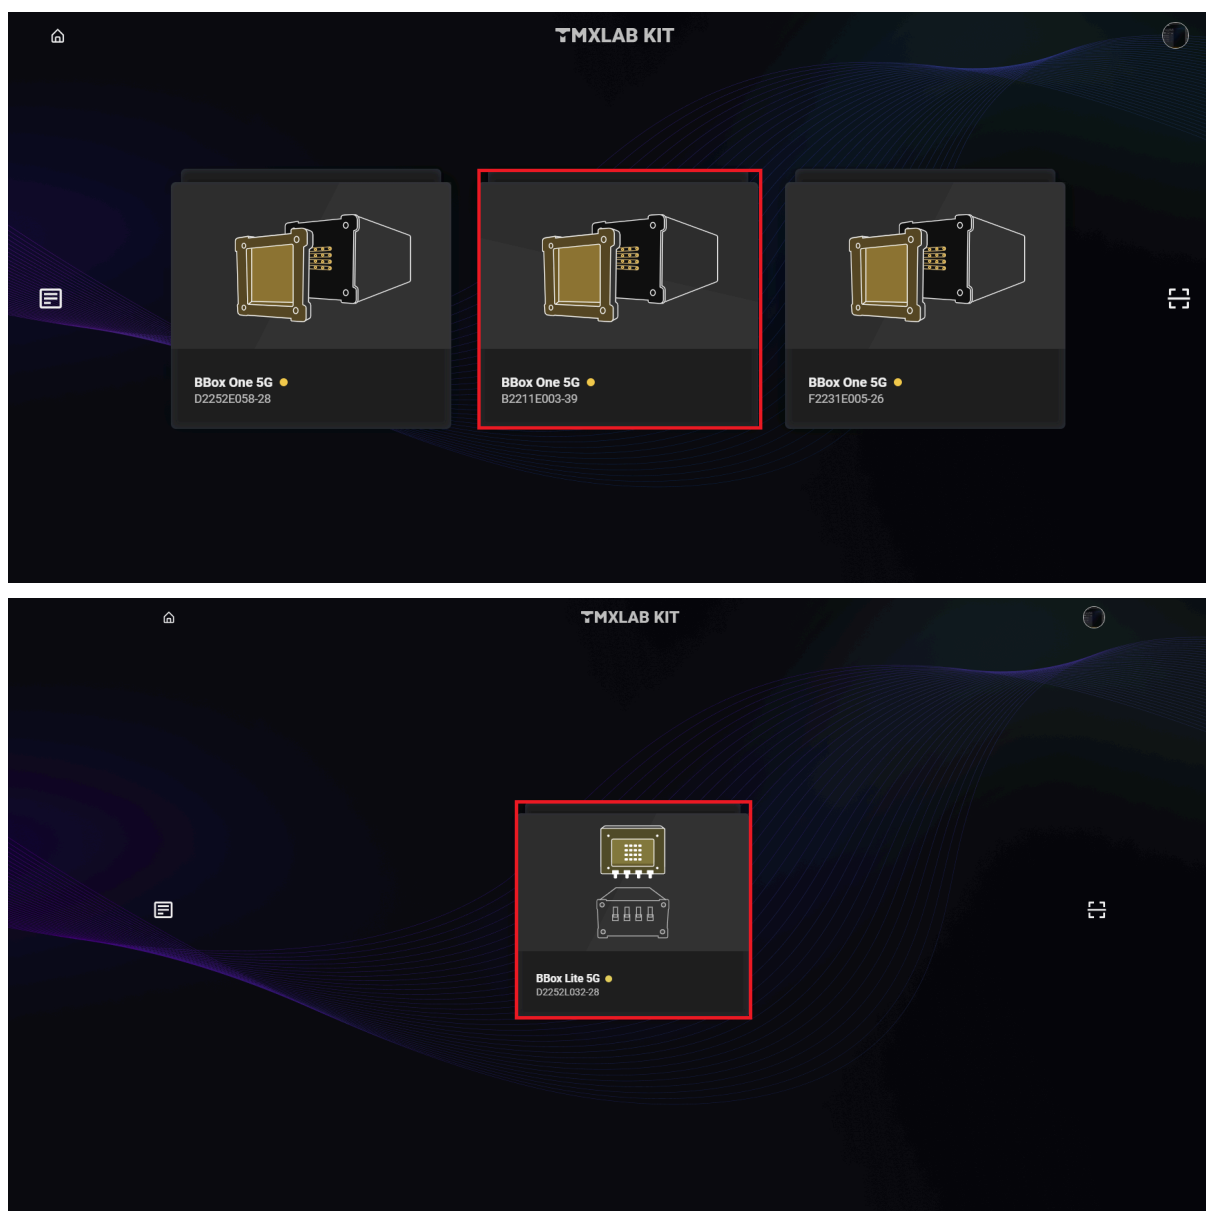 TMXLAB KIT
BBox One 5G
D2252E058-28
BBox One 5G
B2211E003-39
BBox One 5G
F2231E005-26
TMXLAB KIT
BBox Lite 5G
D2252L032-28